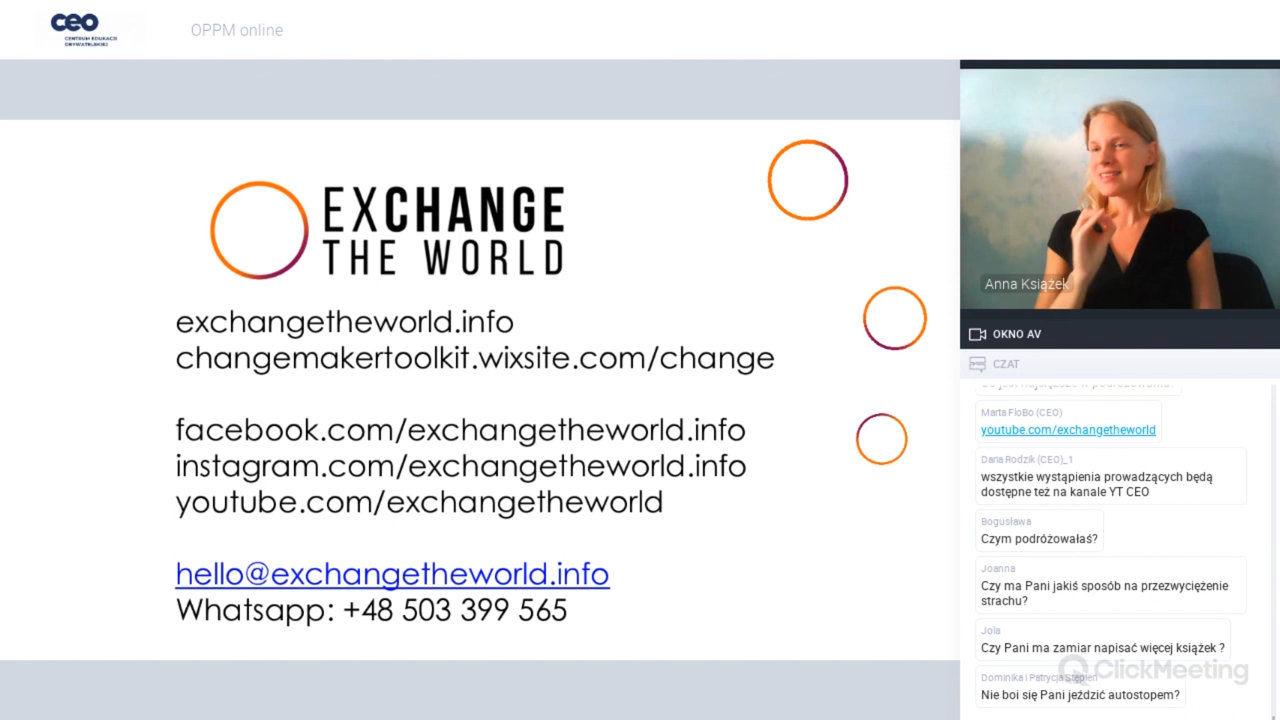 ceo
CENTRUM EDUKACJI
OBYWATELSKIEJ
OPPM online
EXCHANGE
THE WORLD
exchangetheworld.info
changemakertoolkit.wixsite.com/change
facebook.com/exchangetheworld.info
instagram.com/exchangetheworld.info
youtube.com/exchangetheworld
hello@exchangetheworld.info
Whatsapp: +48 503 399 565
Anna Książek
OKNO AV
CZAT
Co jest najcięższe w podróżowaniu?
Marta FloBo (CEO)
youtube.com/exchangetheworld
Daria Rodzik (CEO)_1
wszystkie wystąpienia prowadzących będą
dostępne też na kanale YT CEO
Bogusława
Czym podróżowałaś?
Joanna
Czy ma Pani jakiś sposób na przezwyciężenie
strachu?
Jola
Czy Pani ma zamiar napisać więcej książek ?
Dominika i Patrycja Stępień
Nie boi się Pani jeździć autostopem?
ClickMeeting